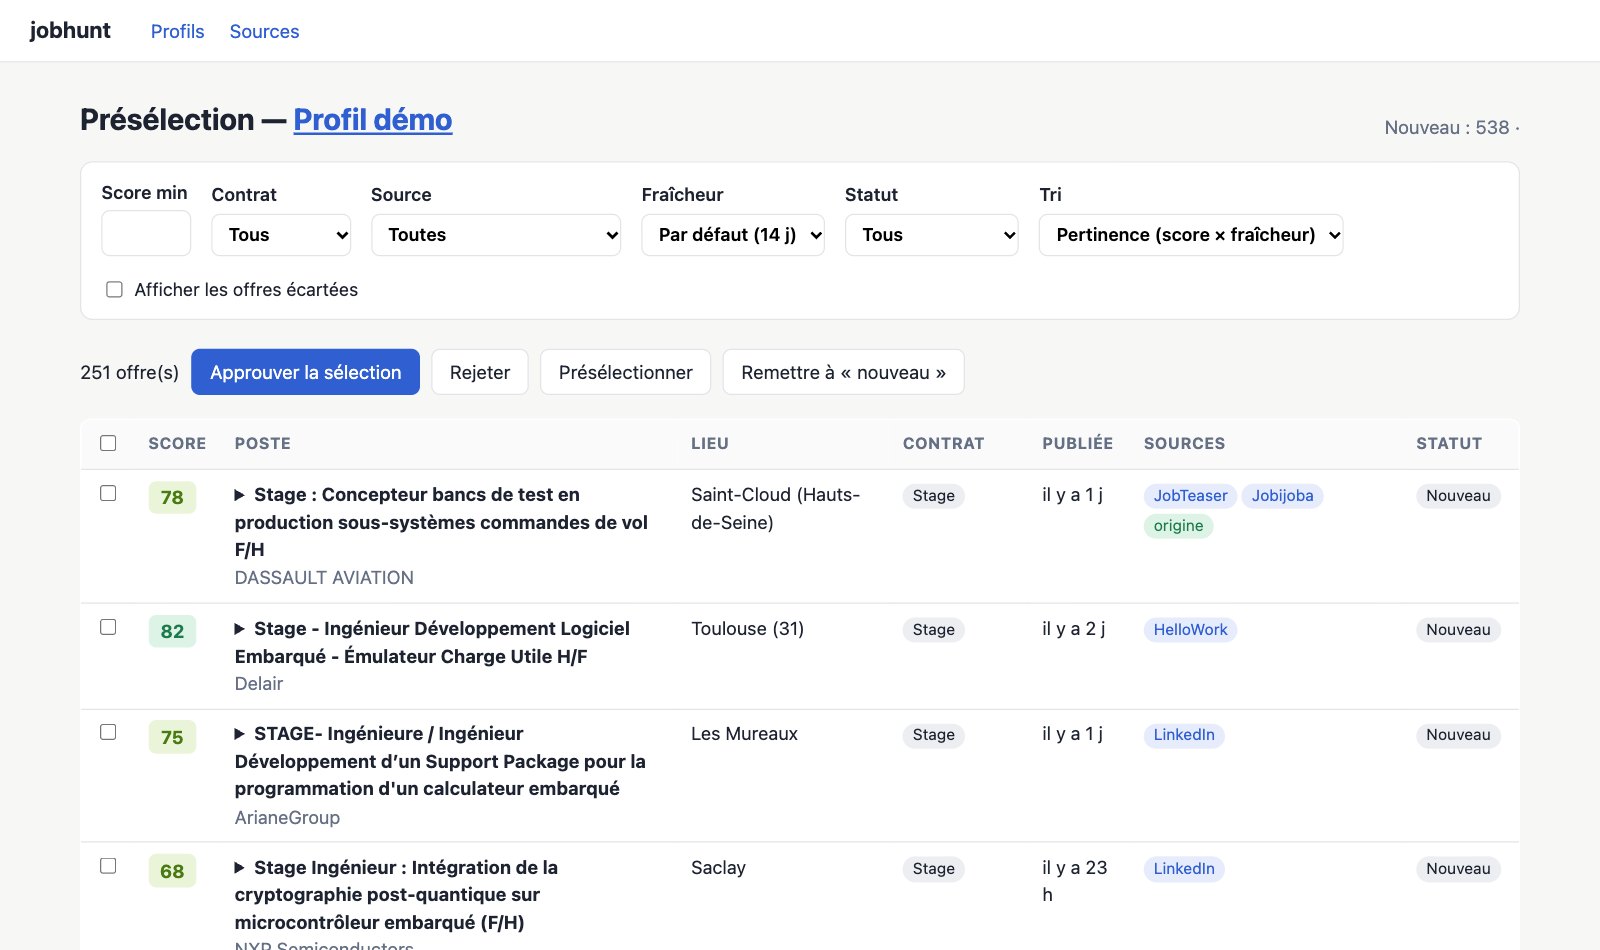 jobhunt
Profils
Sources
Présélection — Profil démo
Nouveau : 538 ·
Score min
Contrat
Source
Fraîcheur
Statut
Tri
Tous
Toutes
Par défaut (14 j)
Tous
Pertinence (score × fraîcheur)
Afficher les offres écartées
251 offre(s)
Approuver la sélection
Rejeter
Présélectionner
Remettre à « nouveau »
SCORE POSTE LIEU CONTRAT PUBLIÉE SOURCES STATUT
78
▶ Stage : Concepteur bancs de test en
production sous-systèmes commandes de vol
F/H
DASSAULT AVIATION
Saint-Cloud (Hauts-
de-Seine)
Stage
il y a 1 j
JobTeaser
Jobijoba
origine
Nouveau
82
▶ Stage - Ingénieur Développement Logiciel
Embarqué - Émulateur Charge Utile H/F
Delair
Toulouse (31)
Stage
il y a 2 j
HelloWork
Nouveau
75
▶ STAGE- Ingénieure / Ingénieur
Développement d’un Support Package pour la
programmation d'un calculateur embarqué
ArianeGroup
Les Mureaux
Stage
il y a 1 j
LinkedIn
Nouveau
68
▶ Stage Ingénieur : Intégration de la
cryptographie post-quantique sur
microcontrôleur embarqué (F/H)
NXP Semiconductors
Saclay
Stage
il y a 23
h
LinkedIn
Nouveau